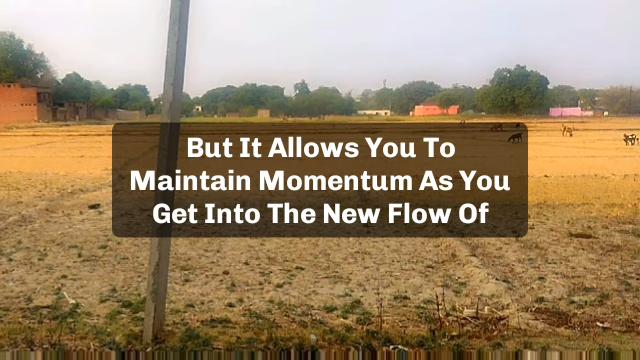 But It Allows You To
Maintain Momentum As You
Get Into The New Flow Of